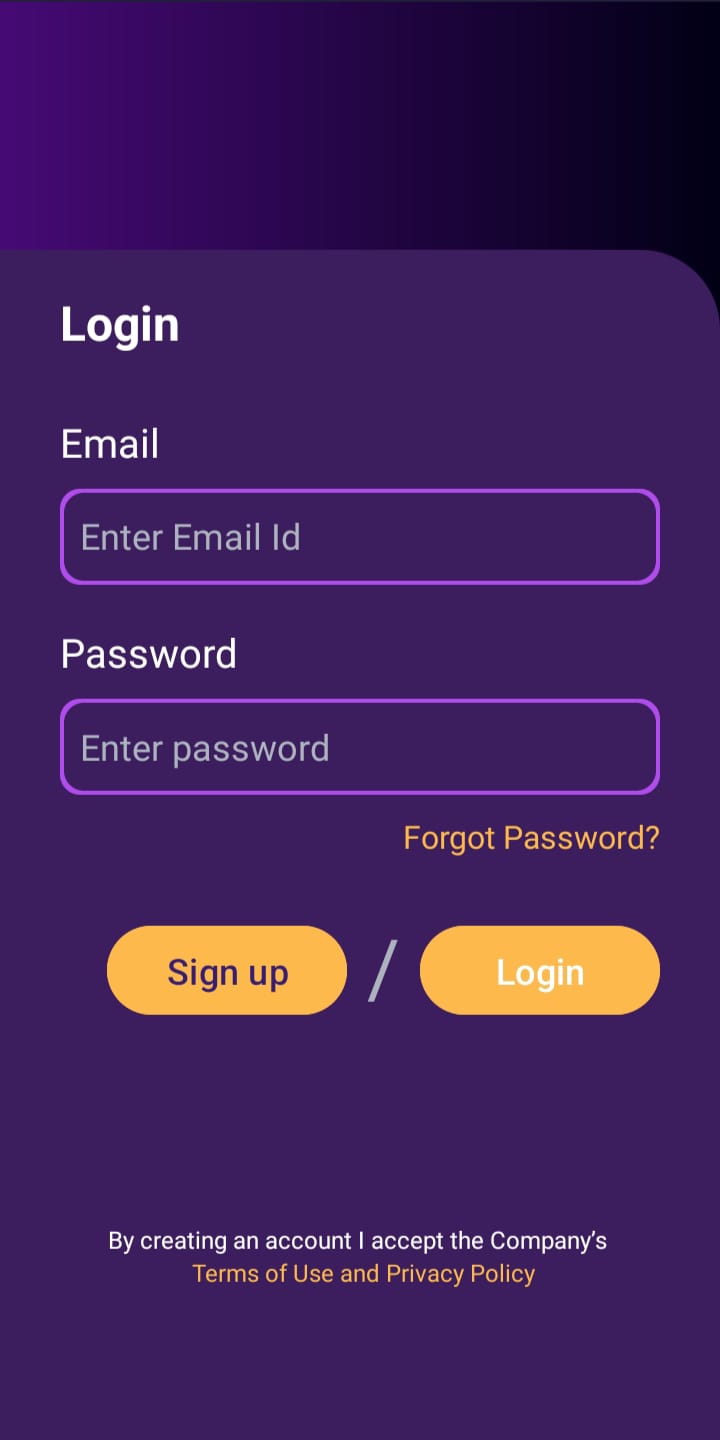 Login
Email
Enter Email Id
Password
Enter password
Forgot Password?
Sign up / Login
By creating an account I accept the Company’s
Terms of Use and Privacy Policy